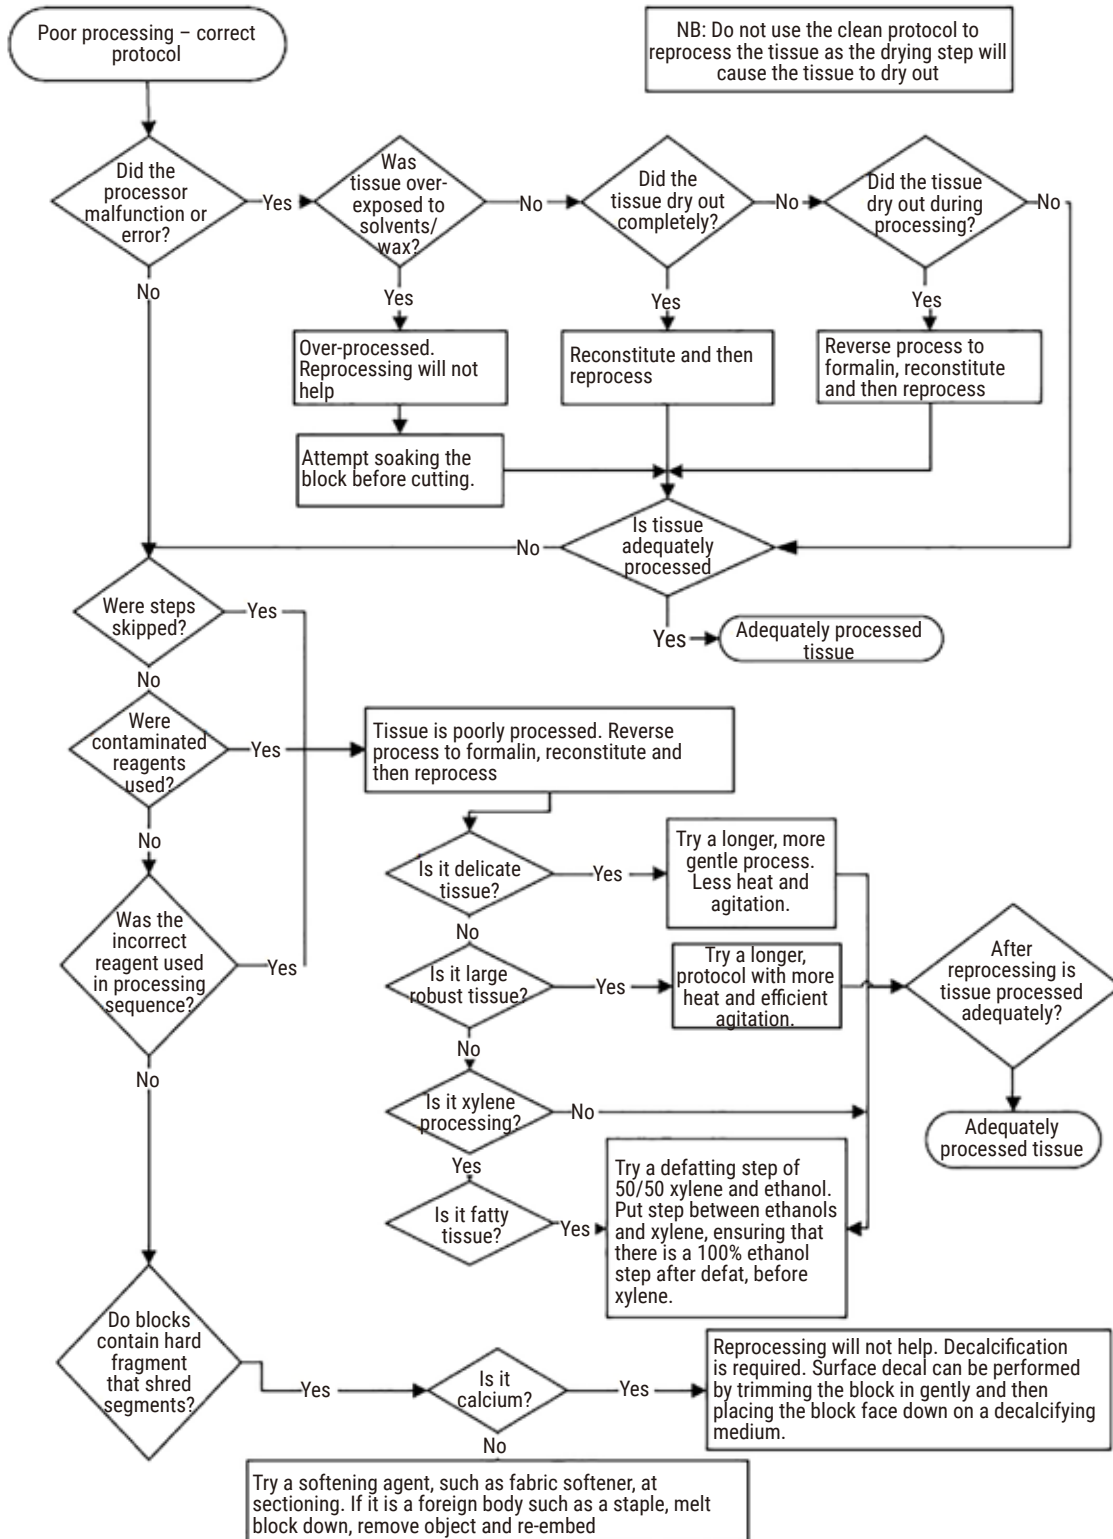 Poor processing – correct
protocol
NB: Do not use the clean protocol to
reprocess the tissue as the drying step will
cause the tissue to dry out
Did the
processor
malfunction or
error?
Yes
Was
tissue over-
exposed to
solvents/
wax?
No
Did the
tissue dry out
completely?
No
Did the tissue
dry out during
processing?
No
No
Yes
Yes
Yes
Over-processed.
Reprocessing will not
help
Reconstitute and then
reprocess
Reverse process to
formalin, reconstitute
and then reprocess
Attempt soaking the
block before cutting.
Is tissue
adequately
processed
No
Yes
Adequately processed
tissue
Were steps
skipped?
Yes
No
Were
contaminated
reagents
used?
Yes
Tissue is poorly processed. Reverse
process to formalin, reconstitute and
then reprocess
No
Was the
incorrect
reagent used
in processing
sequence?
Yes
No
Is it delicate
tissue?
Yes
Try a longer, more
gentle process.
Less heat and
agitation.
No
Is it large
robust tissue?
Yes
Try a longer,
protocol with more
heat and efficient
agitation.
After
reprocessing is
tissue processed
adequately?
No
Is it xylene
processing?
No
Adequately
processed tissue
Yes
Is it fatty
tissue?
Yes
Try a defatting step of
50/50 xylene and ethanol.
Put step between ethanols
and xylene, ensuring that
there is a 100% ethanol
step after defat, before
xylene.
Do blocks
contain hard
fragment
that shred
segments?
Yes
Is it
calcium?
Yes
Reprocessing will not help. Decalcification
is required. Surface decal can be performed
by trimming the block in gently and then
placing the block face down on a decalcifying
medium.
No
Try a softening agent, such as fabric softener, at
sectioning. If it is a foreign body such as a staple, melt
block down, remove object and re-embed